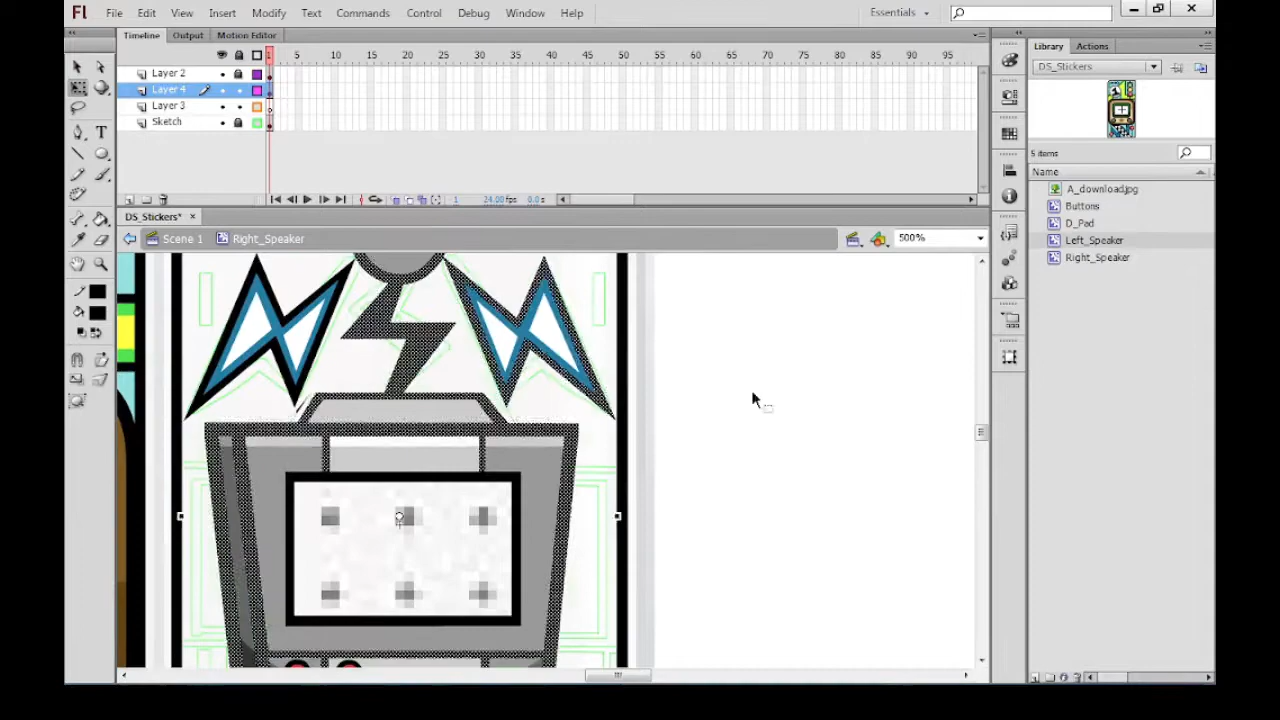 Fl File Edit View Insert Modify Text Commands Control Debug Window Help Essentials
Timeline Output Motion Editor
Library Actions
1 5 10 15 20 25 30 35 40 45 50 55 60 65 70 75 80 85 90 95
DS_Stickers
Layer 2
Layer 4
Layer 3
Sketch
5 items
Name
A_download.jpg
Buttons
D_Pad
Left_Speaker
Right_Speaker
1 24.00 fps 0.0 s
DS_Stickers*
Scene 1 Right_Speaker 500%